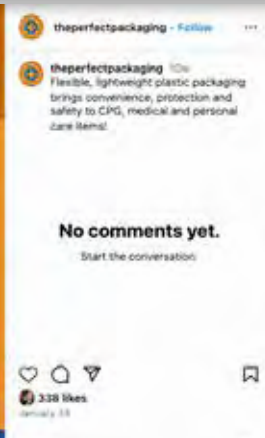 theperfectpackaging • Follow
theperfectpackaging
Flexible, lightweight plastic packaging
brings convenience, protection and
safety to CPG, medical and personal
care items!
No comments yet.
Start the conversation.
338 likes
January